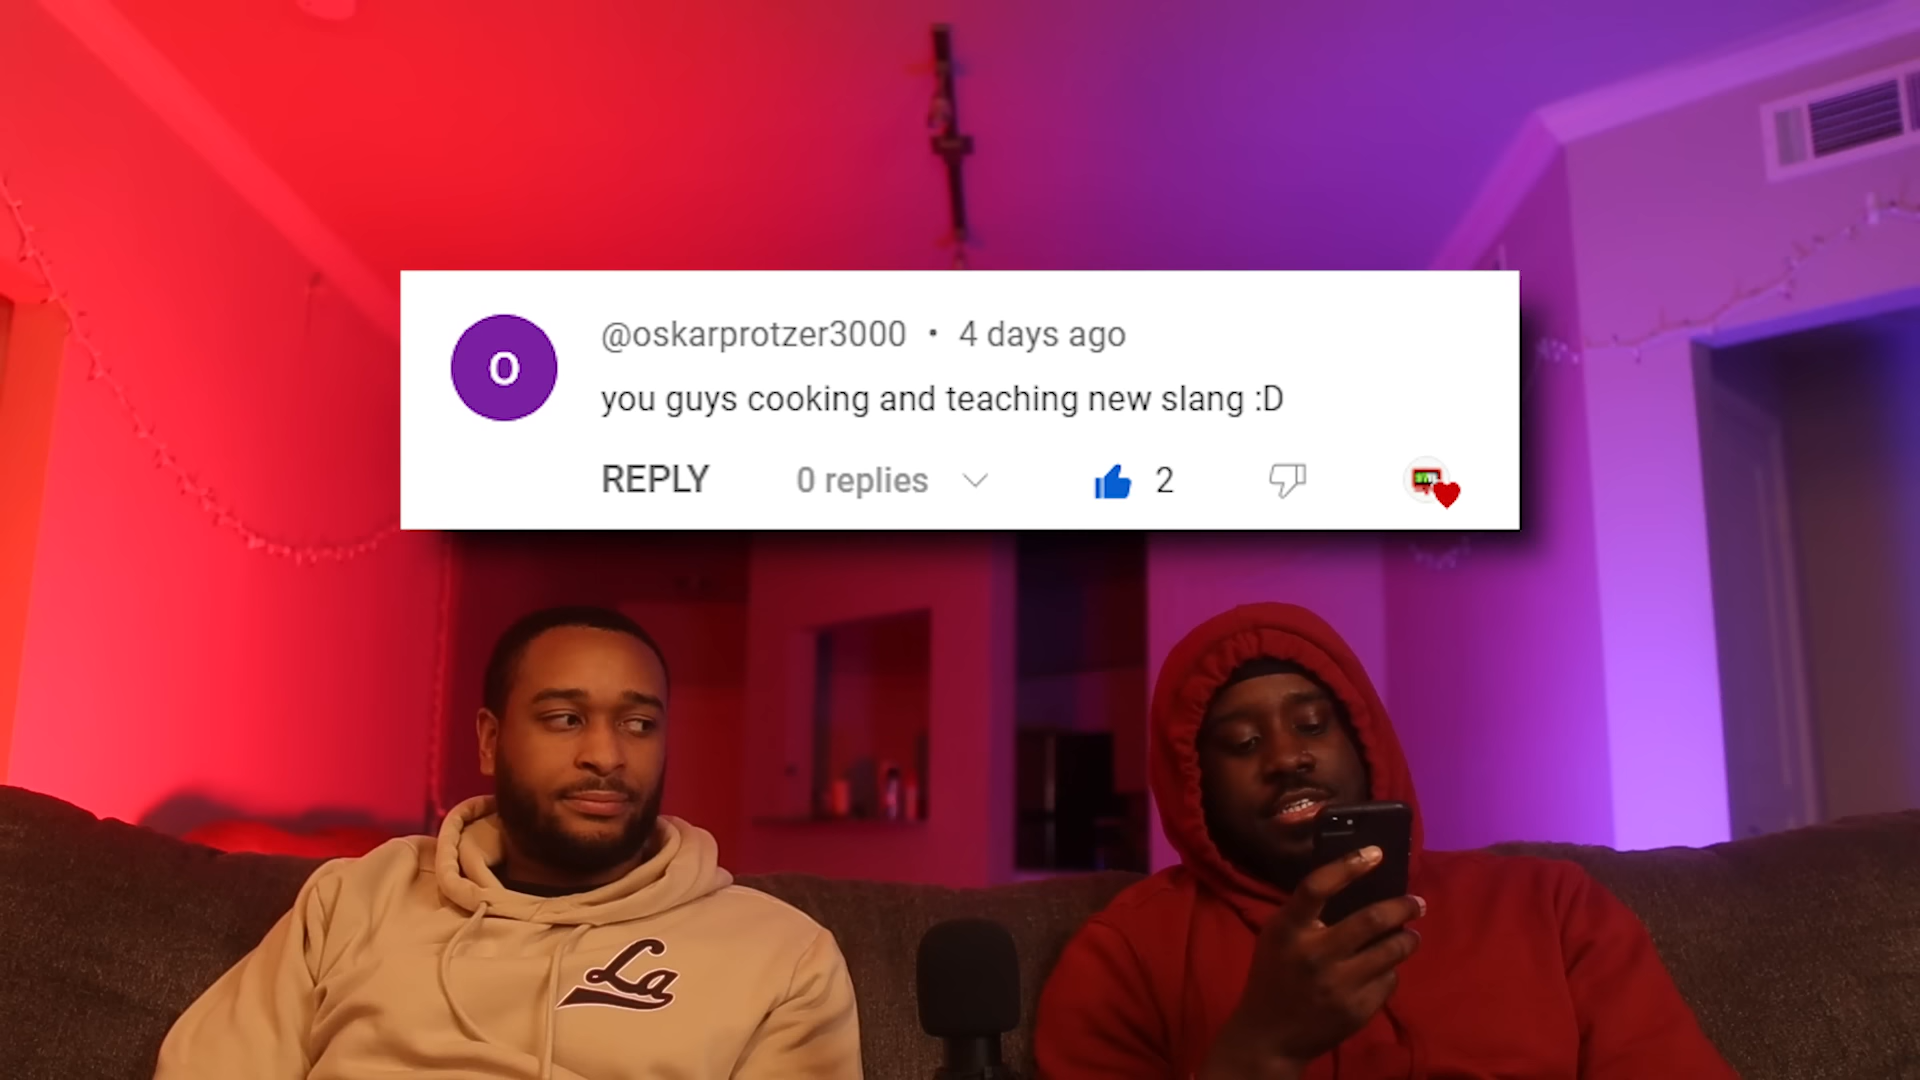 @oskarprotzer3000 • 4 days ago
O
you guys cooking and teaching new slang :D
REPLY 0 replies 2
La